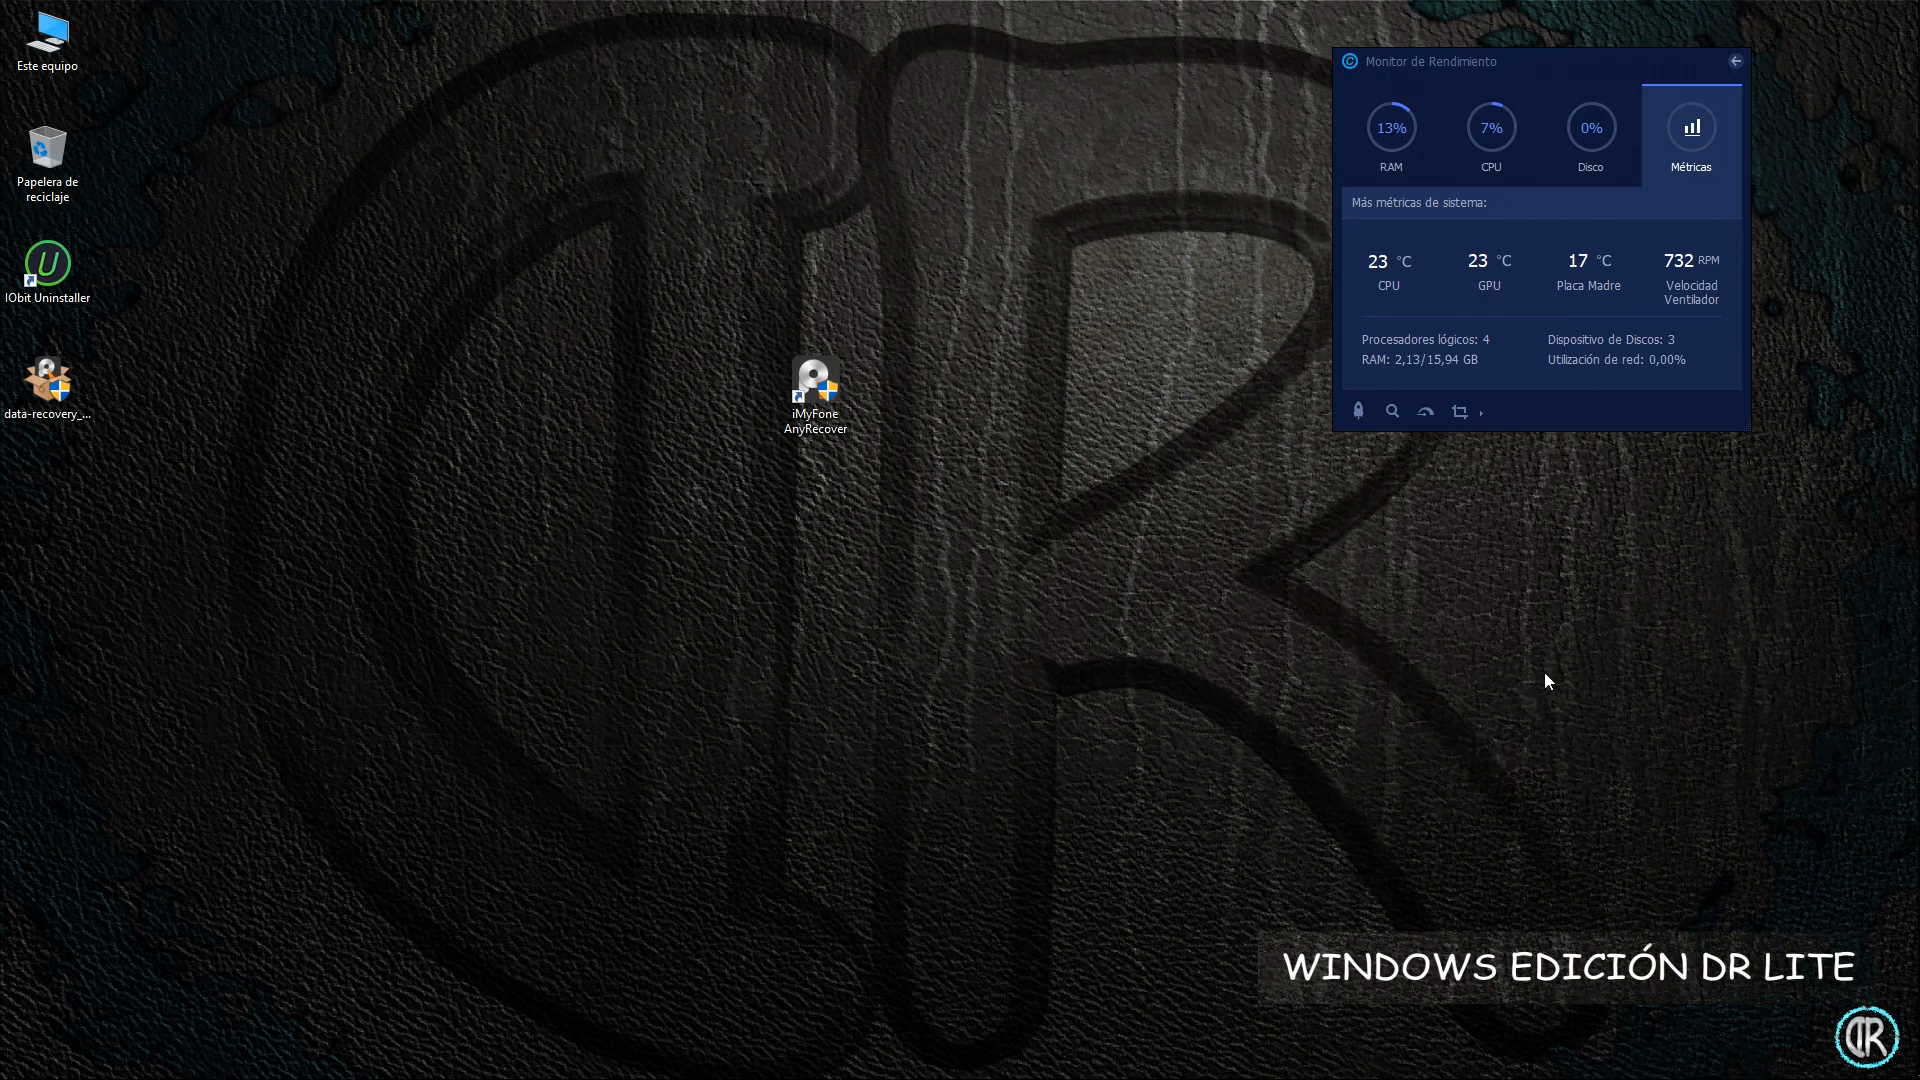 Este equipo
Papelera de
reciclaje
IObit Uninstaller
data-recovery_...
iMyFone
AnyRecover
Monitor de Rendimiento
13%
7%
0%
RAM
CPU
Disco
Métricas
Más métricas de sistema:
23 °C
23 °C
17 °C
732 RPM
CPU
GPU
Placa Madre
Velocidad
Ventilador
Procesadores lógicos: 4
Dispositivo de Discos: 3
RAM: 2,13/15,94 GB
Utilización de red: 0,00%
WINDOWS EDICIÓN DR LITE
DR